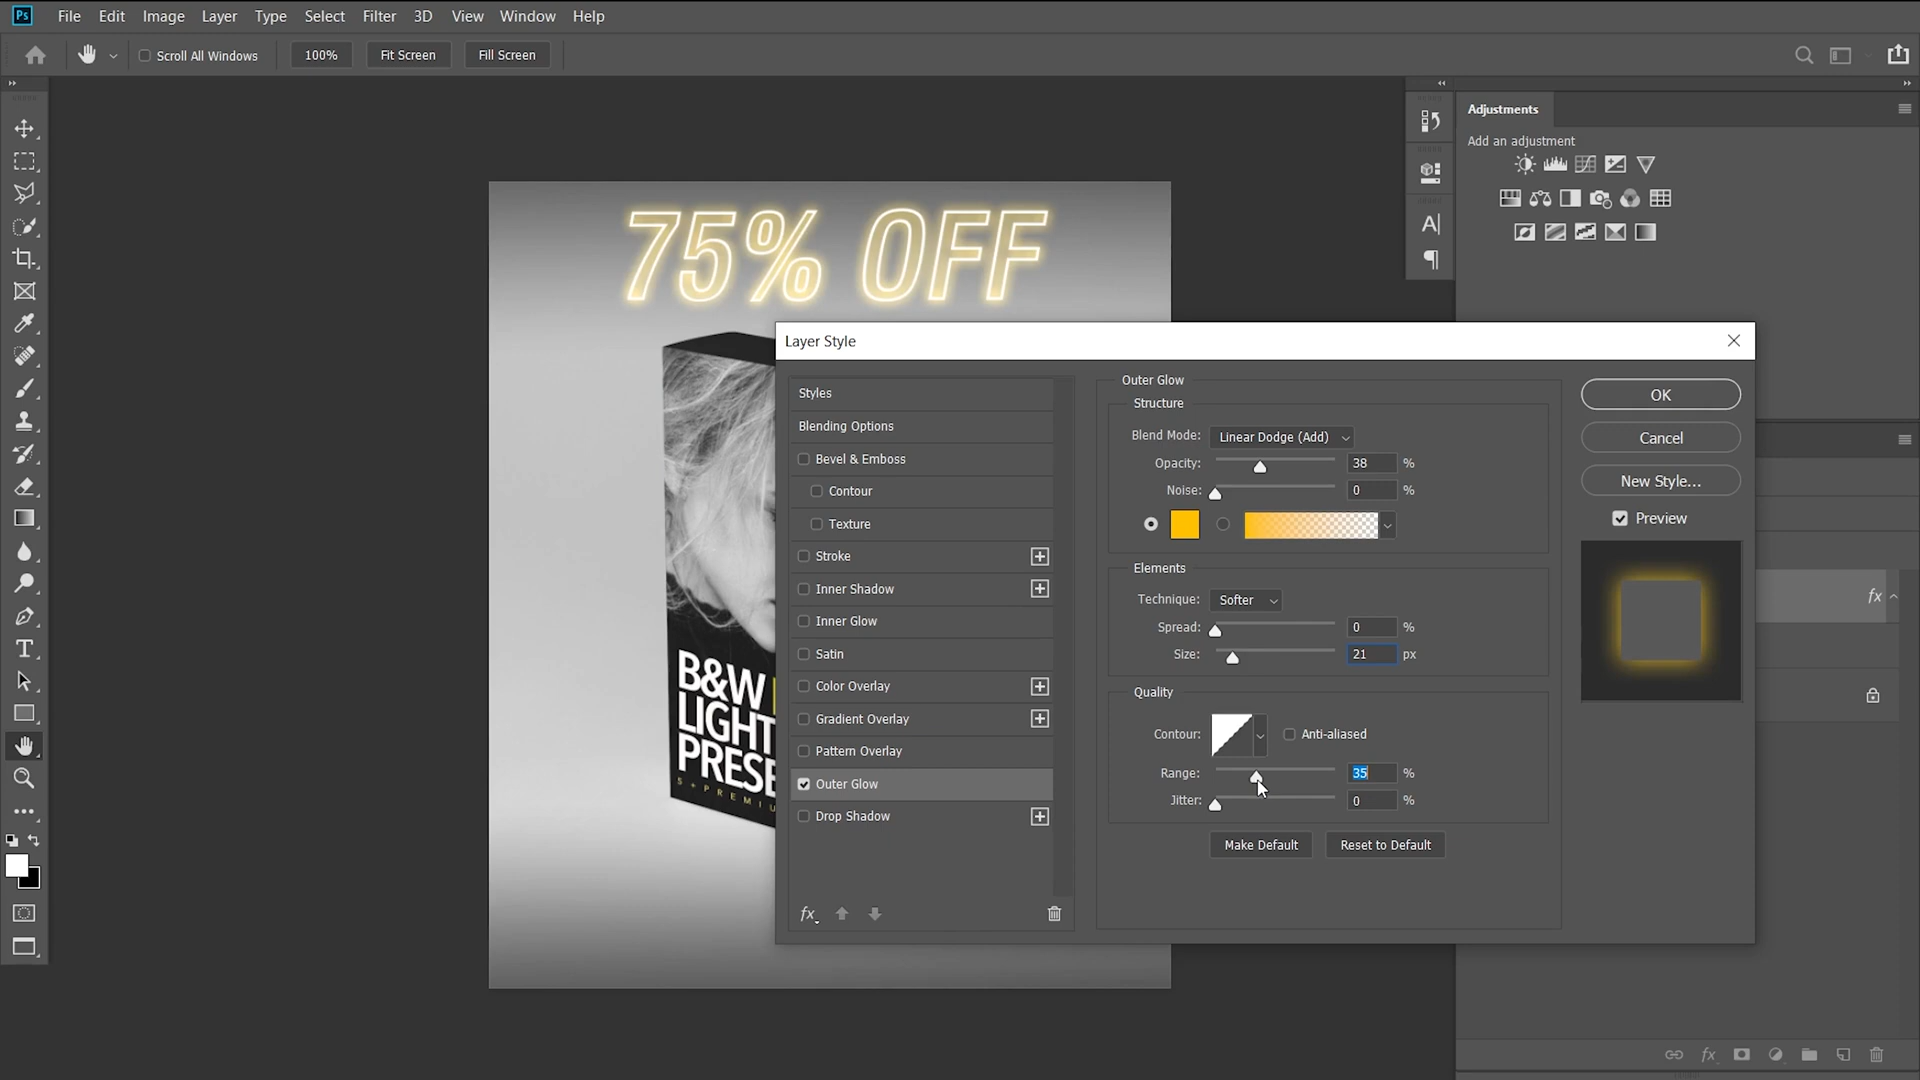 Ps File Edit Image Layer Type Select Filter 3D View Window Help
Scroll All Windows 100% Fit Screen Fill Screen
Adjustments
Add an adjustment
75% OFF
Layer Style
Styles
Blending Options
Bevel & Emboss
Contour
Texture
Stroke
Inner Shadow
Inner Glow
Satin
Color Overlay
Gradient Overlay
Pattern Overlay
Outer Glow
Drop Shadow
fx
Outer Glow
Structure
Blend Mode: Linear Dodge (Add)
Opacity: 38 %
Noise: 0 %
Elements
Technique: Softer
Spread: 0 %
Size: 21 px
Quality
Contour: Anti-aliased
Range: 35 %
Jitter: 0 %
Make Default Reset to Default
OK
Cancel
New Style...
Preview
fx
B&W
LIGHT
PRESE
5 + PREMIU
T
A
fx